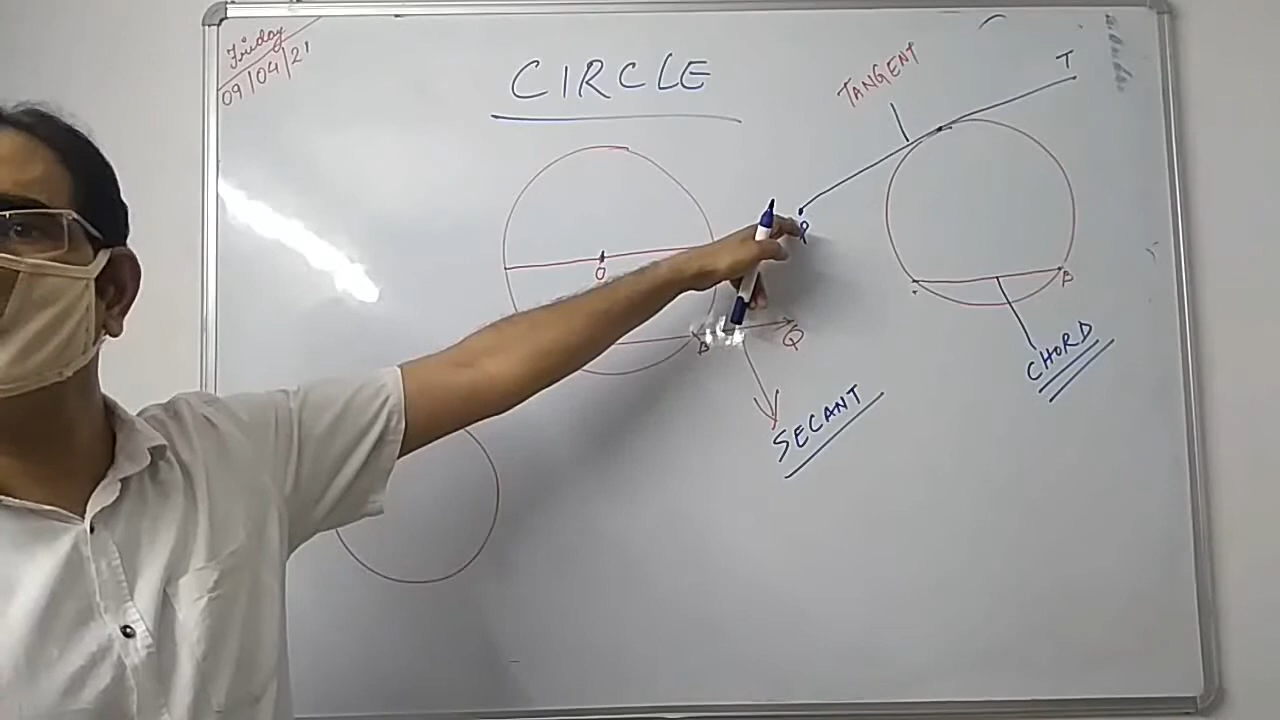 Friday
09/04/21
CIRCLE
TANGENT
T
O
B
Q
SECANT
B
CHORD